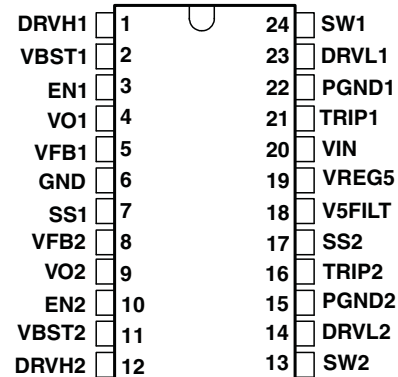 DRVH1 1 24 SW1
VBST1 2 23 DRVL1
EN1 3 22 PGND1
VO1 4 21 TRIP1
VFB1 5 20 VIN
GND 6 19 VREG5
SS1 7 18 V5FILT
VFB2 8 17 SS2
VO2 9 16 TRIP2
EN2 10 15 PGND2
VBST2 11 14 DRVL2
DRVH2 12 13 SW2